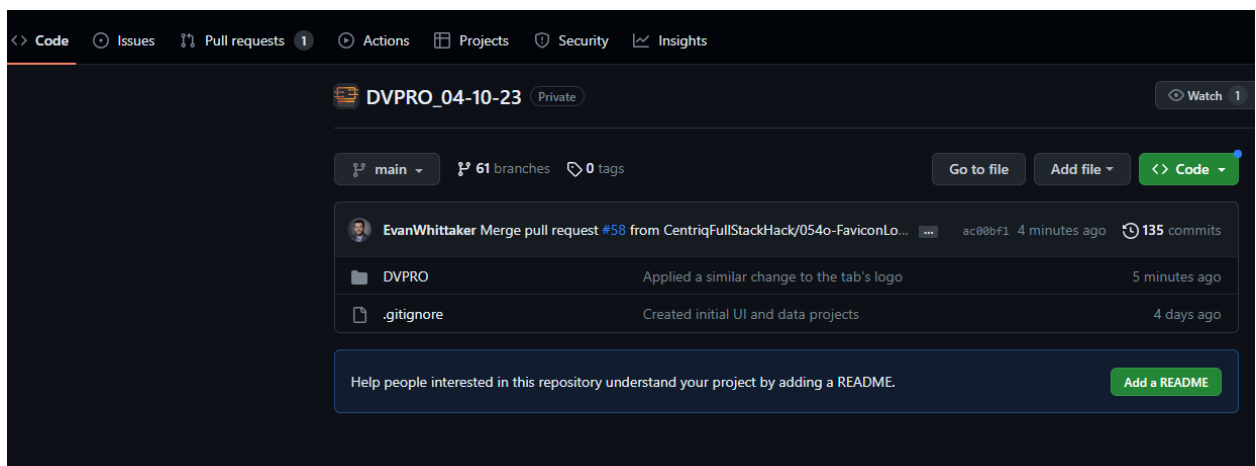 <> Code Issues Pull requests 1 Actions Projects Security Insights
DVPRO_04-10-23 Private Watch 1
main 61 branches 0 tags Go to file Add file <> Code
EvanWhittaker Merge pull request #58 from CentriqFullStackHack/054o-FaviconLo... ... ac00bf1 4 minutes ago 135 commits
DVPRO Applied a similar change to the tab's logo 5 minutes ago
.gitignore Created initial UI and data projects 4 days ago
Help people interested in this repository understand your project by adding a README. Add a README